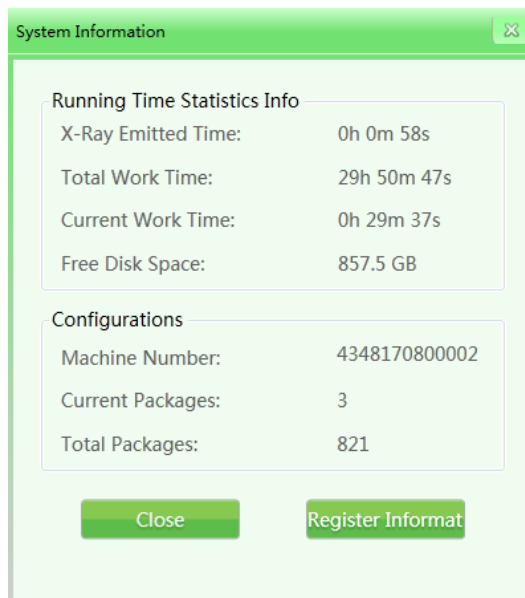 System Information
Running Time Statistics Info
X-Ray Emitted Time: 0h 0m 58s
Total Work Time: 29h 50m 47s
Current Work Time: 0h 29m 37s
Free Disk Space: 857.5 GB
Configurations
Machine Number: 4348170800002
Current Packages: 3
Total Packages: 821
Close Register Informat